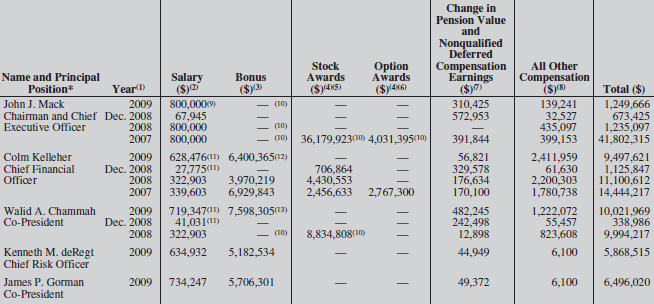 Change in
Pension Value
and
Nonqualified
Deferred
Stock Option Compensation All Other
Name and Principal Salary Bonus Awards Awards Earnings Compensation
Position* Year(1) ($)(2) ($)(3) ($)(4)(5) ($)(4)(6) ($)(7) ($)(8) Total ($)
John J. Mack 2009 800,000(9) — (10) — — 310,425 139,241 1,249,666
Chairman and Chief Dec. 2008 67,945 — — — 572,953 32,527 673,425
Executive Officer 2008 800,000 — (10) — — — 435,097 1,235,097
2007 800,000 — (10) 36,179,923(10) 4,031,395(10) 391,844 399,153 41,802,315
Colm Kelleher 2009 628,476(11) 6,400,365(12) — — 56,821 2,411,959 9,497,621
Chief Financial Dec. 2008 27,775(11) — 706,864 — 329,578 61,630 1,125,847
Officer 2008 322,903 3,970,219 4,430,553 — 176,634 2,200,303 11,100,612
2007 339,603 6,929,843 2,456,633 2,767,300 170,100 1,780,738 14,444,217
Walid A. Chammah 2009 719,347(11) 7,598,305(13) — — 482,245 1,222,072 10,021,969
Co-President Dec. 2008 41,031(11) — — — 242,498 55,457 338,986
2008 322,903 — (10) 8,834,808(10) — 12,898 823,608 9,994,217
Kenneth M. deRegt 2009 634,932 5,182,534 — — 44,949 6,100 5,868,515
Chief Risk Officer
James P. Gorman 2009 734,247 5,706,301 — — 49,372 6,100 6,496,020
Co-President